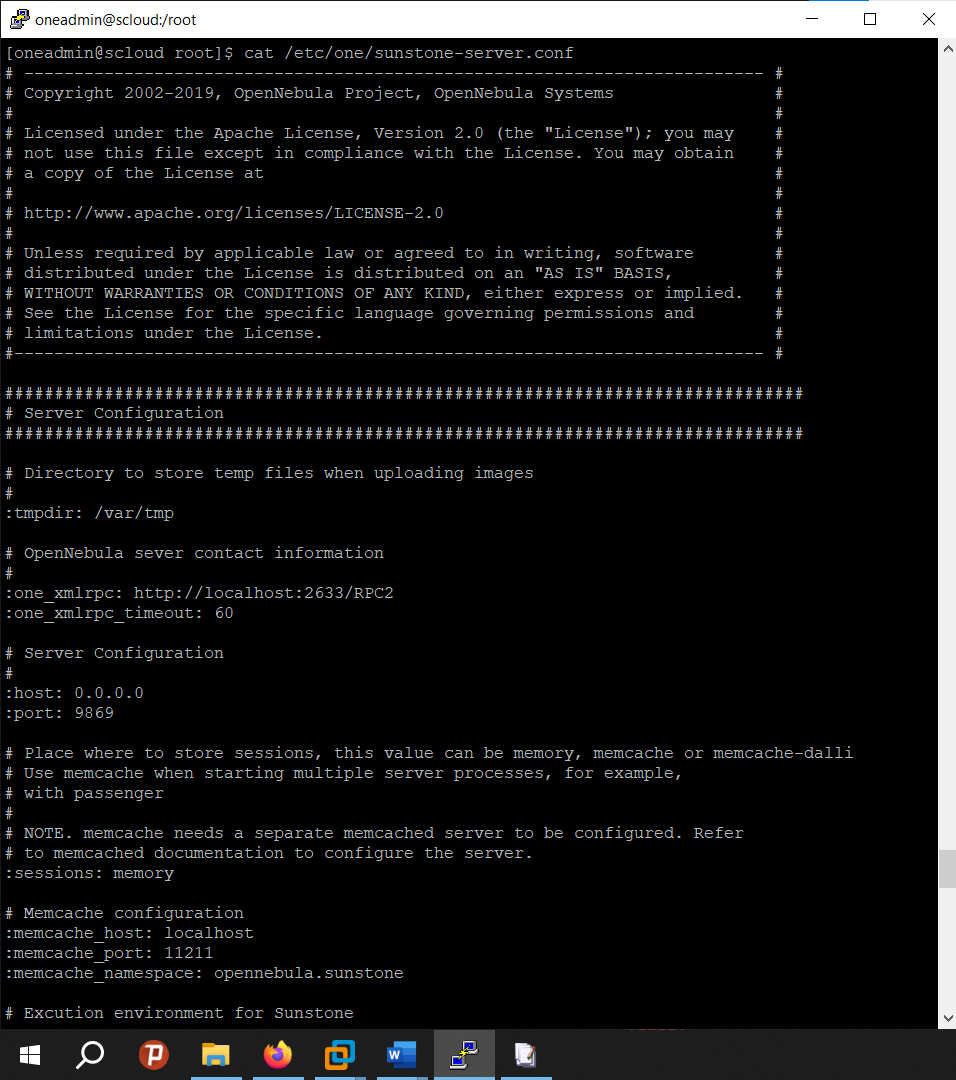 oneadmin@scloud:/root
[oneadmin@scloud root]$ cat /etc/one/sunstone-server.conf
# -------------------------------------------------------------------------- #
# Copyright 2002-2019, OpenNebula Project, OpenNebula Systems                #
#                                                                            #
# Licensed under the Apache License, Version 2.0 (the "License"); you may    #
# not use this file except in compliance with the License. You may obtain    #
# a copy of the License at                                                   #
#                                                                            #
# http://www.apache.org/licenses/LICENSE-2.0                                 #
#                                                                            #
# Unless required by applicable law or agreed to in writing, software        #
# distributed under the License is distributed on an "AS IS" BASIS,          #
# WITHOUT WARRANTIES OR CONDITIONS OF ANY KIND, either express or implied.   #
# See the License for the specific language governing permissions and        #
# limitations under the License.                                             #
#--------------------------------------------------------------------------- #
################################################################################
# Server Configuration
################################################################################
# Directory to store temp files when uploading images
#
:tmpdir: /var/tmp
# OpenNebula sever contact information
#
:one_xmlrpc: http://localhost:2633/RPC2
:one_xmlrpc_timeout: 60
# Server Configuration
#
:host: 0.0.0.0
:port: 9869
# Place where to store sessions, this value can be memory, memcache or memcache-dalli
# Use memcache when starting multiple server processes, for example,
# with passenger
#
# NOTE. memcache needs a separate memcached server to be configured. Refer
# to memcached documentation to configure the server.
:sessions: memory
# Memcache configuration
:memcache_host: localhost
:memcache_port: 11211
:memcache_namespace: opennebula.sunstone
# Excution environment for Sunstone